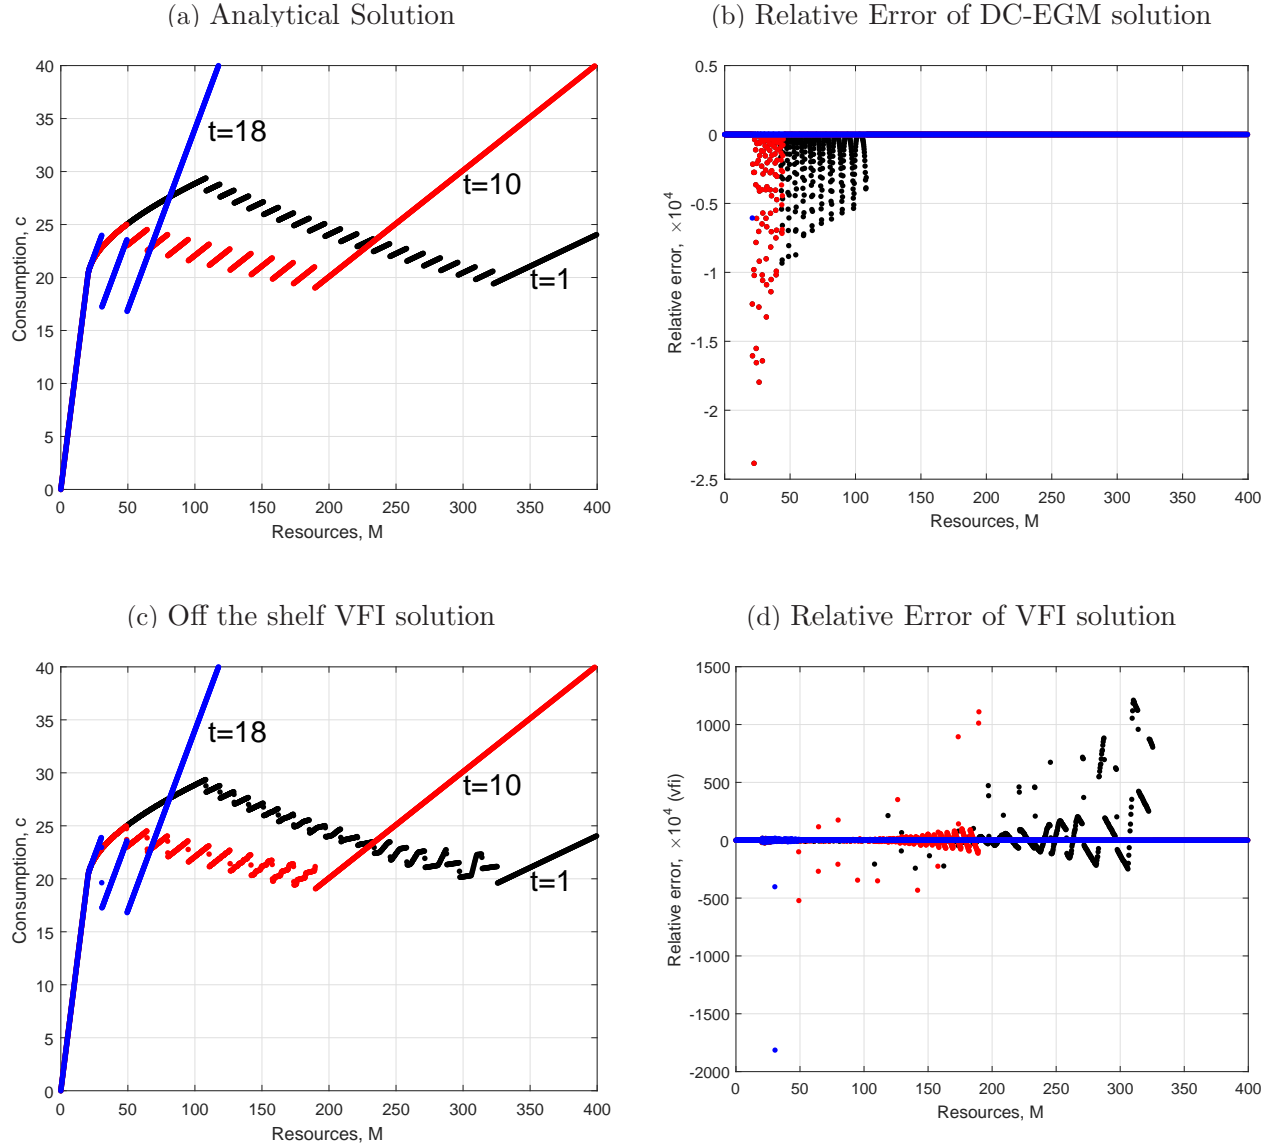 (a) Analytical Solution
40
35
30
25
20
15
10
5
0
0 50 100 150 200 250 300 350 400
Consumption, c
Resources, M
t=18
t=10
t=1
(b) Relative Error of DC-EGM solution
0.5
0
-0.5
-1
-1.5
-2
-2.5
0 50 100 150 200 250 300 350 400
Relative error, ×10^4
Resources, M
(c) Off the shelf VFI solution
40
35
30
25
20
15
10
5
0
0 50 100 150 200 250 300 350 400
Consumption, c
Resources, M
t=18
t=10
t=1
(d) Relative Error of VFI solution
1500
1000
500
0
-500
-1000
-1500
-2000
0 50 100 150 200 250 300 350 400
Relative error, ×10^4 (vfi)
Resources, M